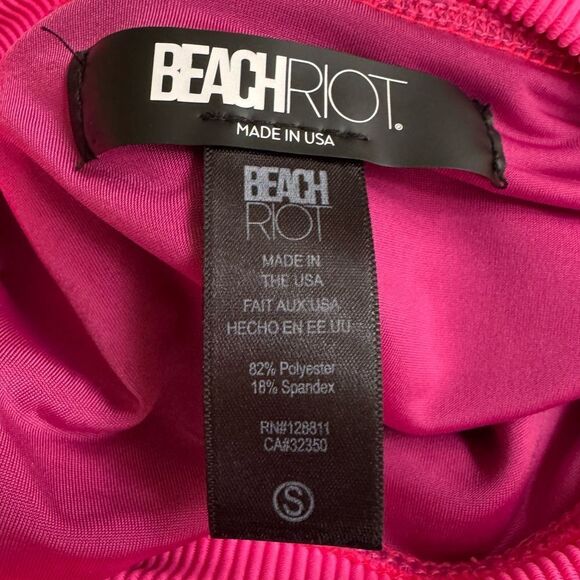 BEACHRIOT®
MADE IN USA
BEACH
RIOT
MADE IN
THE USA
FAIT AUX USA
HECHO EN EE UU
82% Polyester
18% Spandex
RN#128811
CA#32350
S